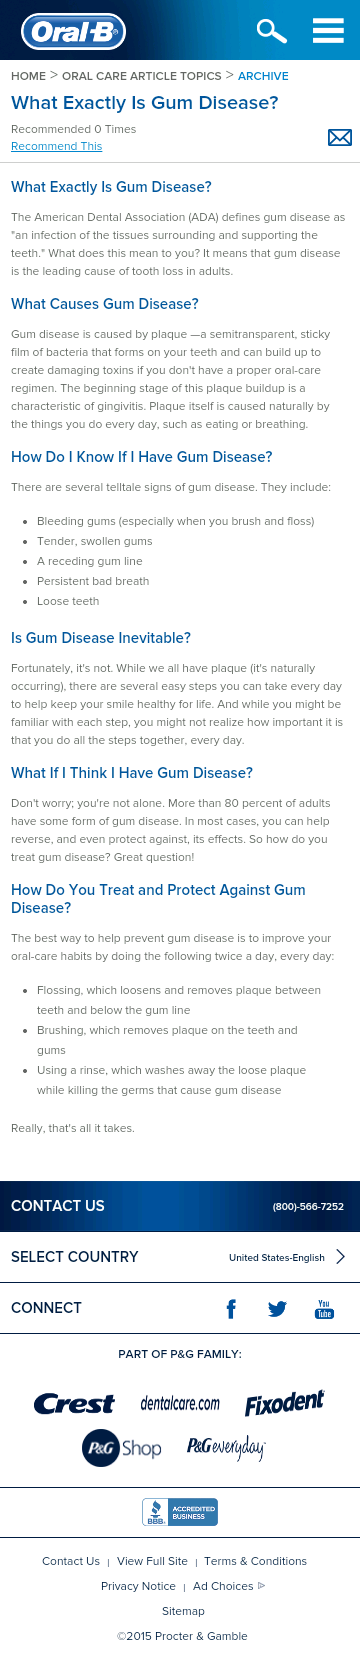 Oral-B
HOME > ORAL CARE ARTICLE TOPICS > ARCHIVE
What Exactly Is Gum Disease?
Recommended 0 Times
Recommend This
What Exactly Is Gum Disease?
The American Dental Association (ADA) defines gum disease as
"an infection of the tissues surrounding and supporting the
teeth." What does this mean to you? It means that gum disease
is the leading cause of tooth loss in adults.
What Causes Gum Disease?
Gum disease is caused by plaque —a semitransparent, sticky
film of bacteria that forms on your teeth and can build up to
create damaging toxins if you don't have a proper oral-care
regimen. The beginning stage of this plaque buildup is a
characteristic of gingivitis. Plaque itself is caused naturally by
the things you do every day, such as eating or breathing.
How Do I Know If I Have Gum Disease?
There are several telltale signs of gum disease. They include:
• Bleeding gums (especially when you brush and floss)
• Tender, swollen gums
• A receding gum line
• Persistent bad breath
• Loose teeth
Is Gum Disease Inevitable?
Fortunately, it's not. While we all have plaque (it's naturally
occurring), there are several easy steps you can take every day
to help keep your smile healthy for life. And while you might be
familiar with each step, you might not realize how important it is
that you do all the steps together, every day.
What If I Think I Have Gum Disease?
Don't worry; you're not alone. More than 80 percent of adults
have some form of gum disease. In most cases, you can help
reverse, and even protect against, its effects. So how do you
treat gum disease? Great question!
How Do You Treat and Protect Against Gum
Disease?
The best way to help prevent gum disease is to improve your
oral-care habits by doing the following twice a day, every day:
• Flossing, which loosens and removes plaque between
teeth and below the gum line
• Brushing, which removes plaque on the teeth and
gums
• Using a rinse, which washes away the loose plaque
while killing the germs that cause gum disease
Really, that's all it takes.
CONTACT US (800)-566-7252
SELECT COUNTRY United States-English
CONNECT You Tube
PART OF P&G FAMILY:
Crest dentalcare.com Fixodent
P&G Shop P&G everyday
BBB. ACCREDITED BUSINESS
Contact Us | View Full Site | Terms & Conditions
Privacy Notice | Ad Choices
Sitemap
©2015 Procter & Gamble